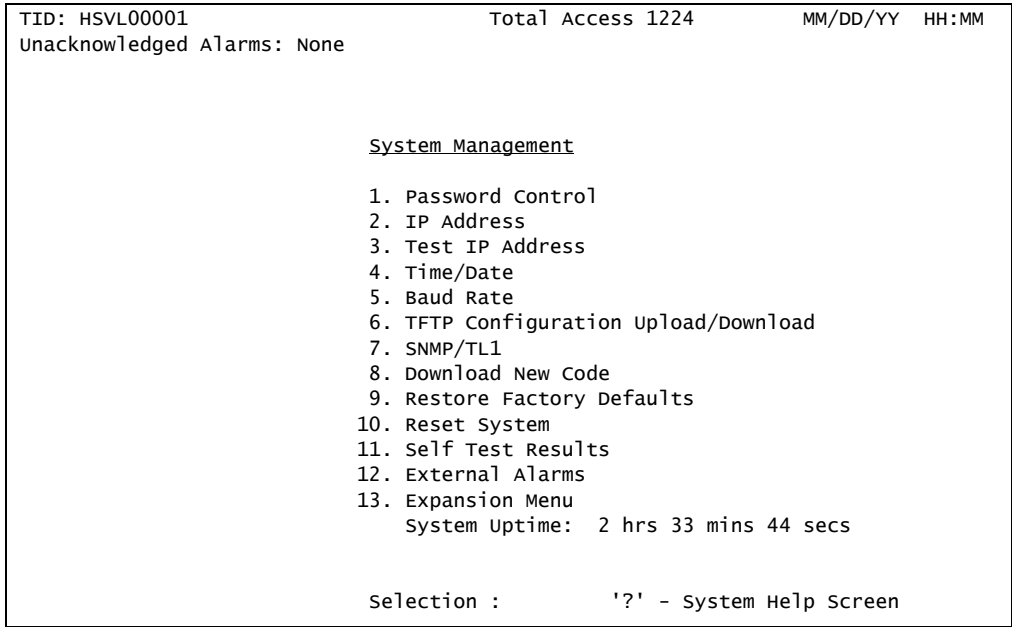 TID: HSVL00001 Total Access 1224 MM/DD/YY HH:MM
Unacknowledged Alarms: None
System Management
1. Password Control
2. IP Address
3. Test IP Address
4. Time/Date
5. Baud Rate
6. TFTP Configuration Upload/Download
7. SNMP/TL1
8. Download New Code
9. Restore Factory Defaults
10. Reset System
11. Self Test Results
12. External Alarms
13. Expansion Menu
System Uptime: 2 hrs 33 mins 44 secs
Selection : '?' - System Help Screen